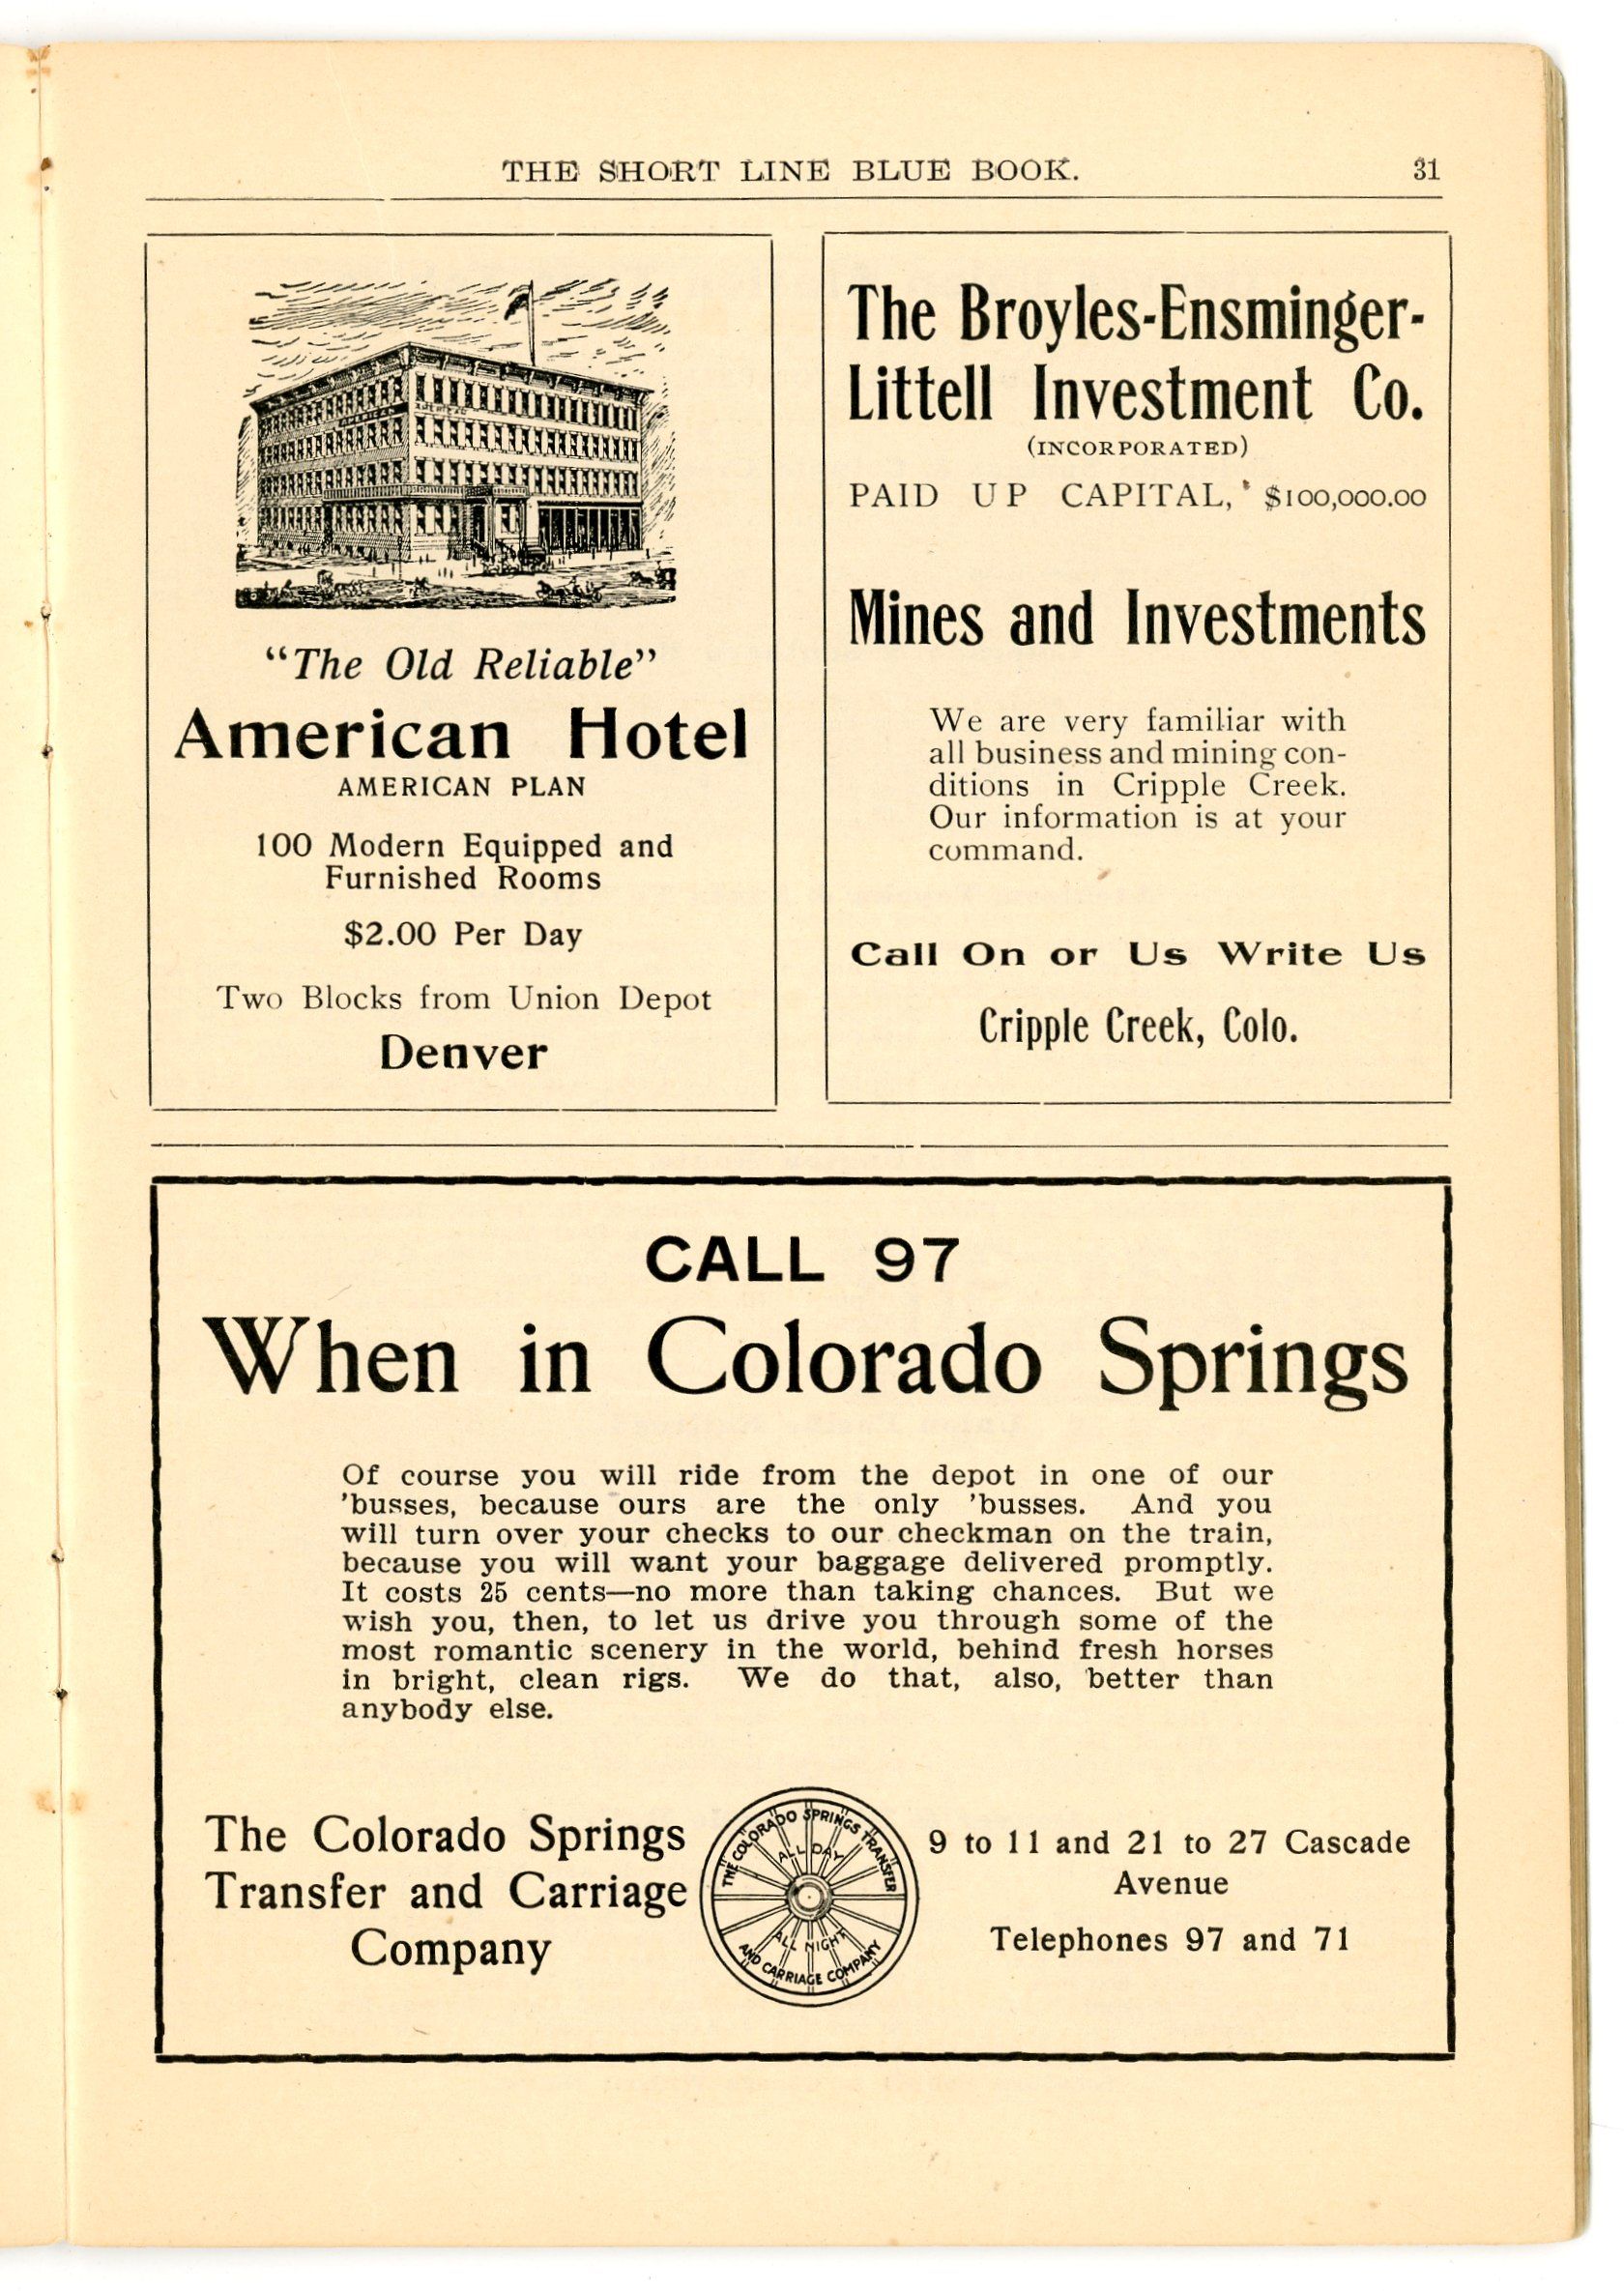 THE SHORT LINE BLUE BOOK. 31
"The Old Reliable"
American Hotel
AMERICAN PLAN
100 Modern Equipped and
Furnished Rooms
$2.00 Per Day
Two Blocks from Union Depot
Denver
The Broyles-Ensminger-
Littell Investment Co.
(INCORPORATED)
PAID UP CAPITAL, $100,000.00
Mines and Investments
We are very familiar with
all business and mining con-
ditions in Cripple Creek.
Our information is at your
command.
Call On or Us Write Us
Cripple Creek, Colo.
CALL 97
When in Colorado Springs
Of course you will ride from the depot in one of our
'busses, because ours are the only 'busses. And you
will turn over your checks to our checkman on the train,
because you will want your baggage delivered promptly.
It costs 25 cents—no more than taking chances. But we
wish you, then, to let us drive you through some of the
most romantic scenery in the world, behind fresh horses
in bright, clean rigs. We do that, also, better than
anybody else.
The Colorado Springs
Transfer and Carriage
Company
THE COLORADO SPRINGS TRANSFER
ALL DAY
ALL NIGHT
AND CARRIAGE COMPANY
9 to 11 and 21 to 27 Cascade
Avenue
Telephones 97 and 71